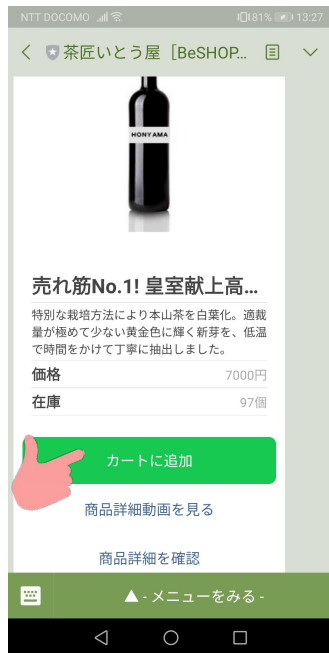 NTT DOCOMO 81% 13:27
茶匠いとう屋［BeSHOP...
HONYAMA
売れ筋No.1! 皇室献上高...
特別な栽培方法により本山茶を白葉化。適裁
量が極めて少ない黄金色に輝く新芽を、低温
で時間をかけて丁寧に抽出しました。
価格 7000円
在庫 97個
カートに追加
商品詳細動画を見る
商品詳細を確認
▲ - メニューをみる -